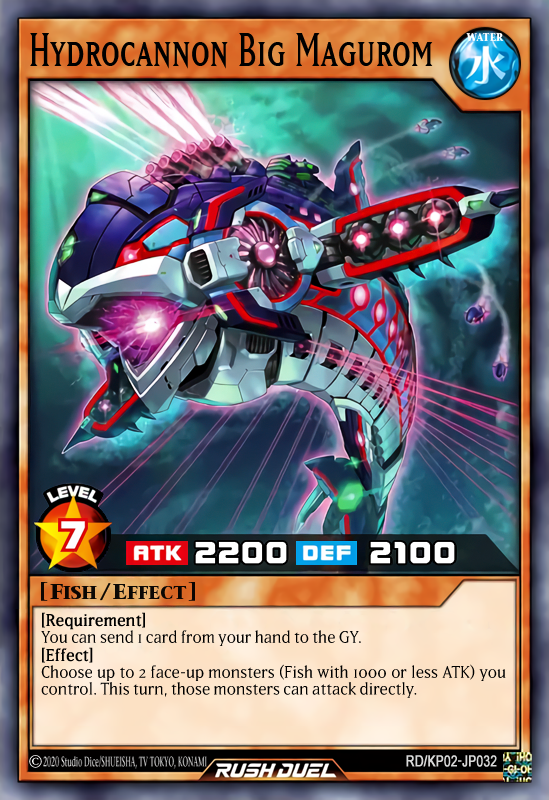 HYDROCANNON BIG MAGUROM
WATER
水
LEVEL
7
ATK 2200 DEF 2100
[FISH/EFFECT]
[Requirement]
You can send 1 card from your hand to the GY.
[Effect]
Choose up to 2 face-up monsters (Fish with 1000 or less ATK) you
control. This turn, those monsters can attack directly.
©2020 Studio Dice/SHUEISHA, TV TOKYO, KONAMI
RUSH DUEL
RD/KP02-JP032